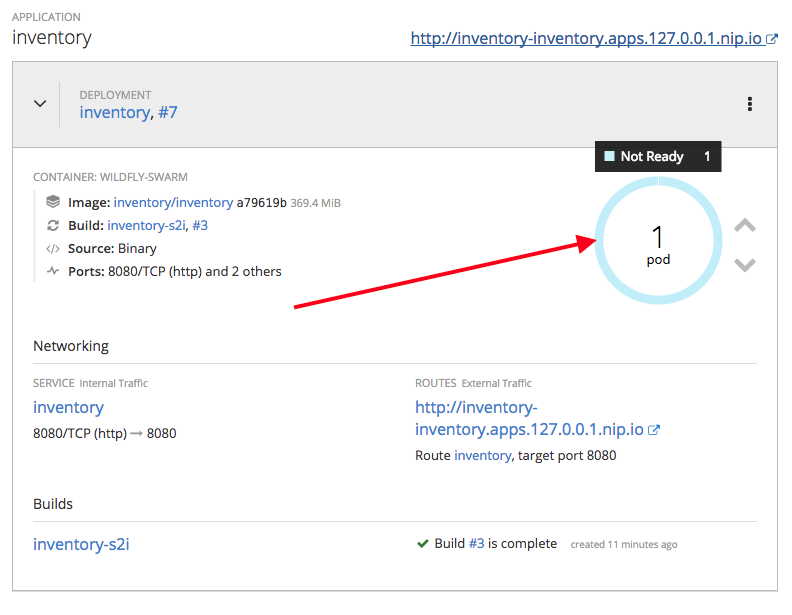 APPLICATION
inventory
http://inventory-inventory.apps.127.0.0.1.nip.io
DEPLOYMENT
inventory, #7
Not Ready 1
CONTAINER: WILDFLY-SWARM
Image: inventory/inventory a79619b 369.4 MiB
Build: inventory-s2i, #3
Source: Binary
Ports: 8080/TCP (http) and 2 others
1
pod
Networking
SERVICE Internal Traffic
inventory
8080/TCP (http) → 8080
ROUTES External Traffic
http://inventory-
inventory.apps.127.0.0.1.nip.io
Route inventory, target port 8080
Builds
inventory-s2i
Build #3 is complete created 11 minutes ago